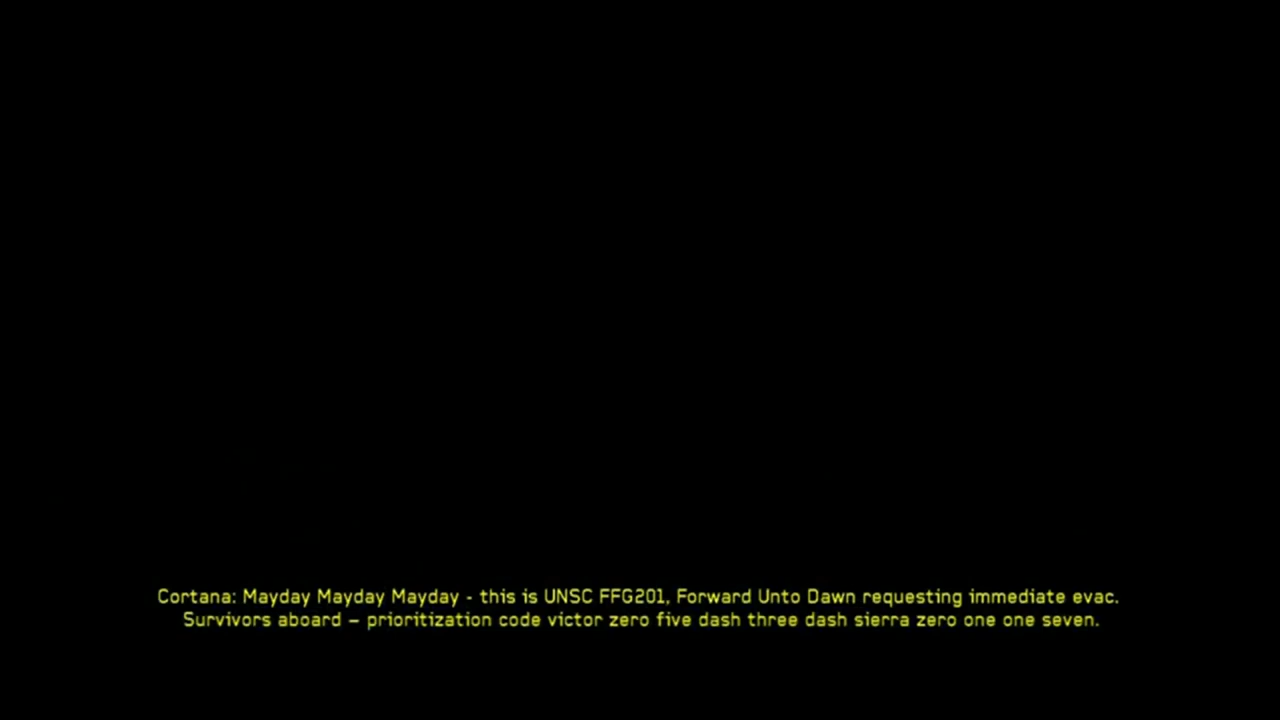 Cortana: Mayday Mayday Mayday - this is UNSC FFG201, Forward Unto Dawn requesting immediate evac.
Survivors aboard – prioritization code victor zero five dash three dash sierra zero one one seven.